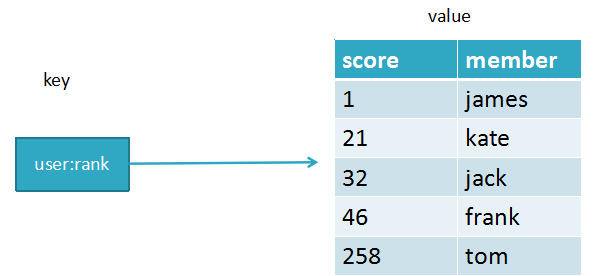 value
key
score member
1 james
21 kate
user:rank
32 jack
46 frank
258 tom